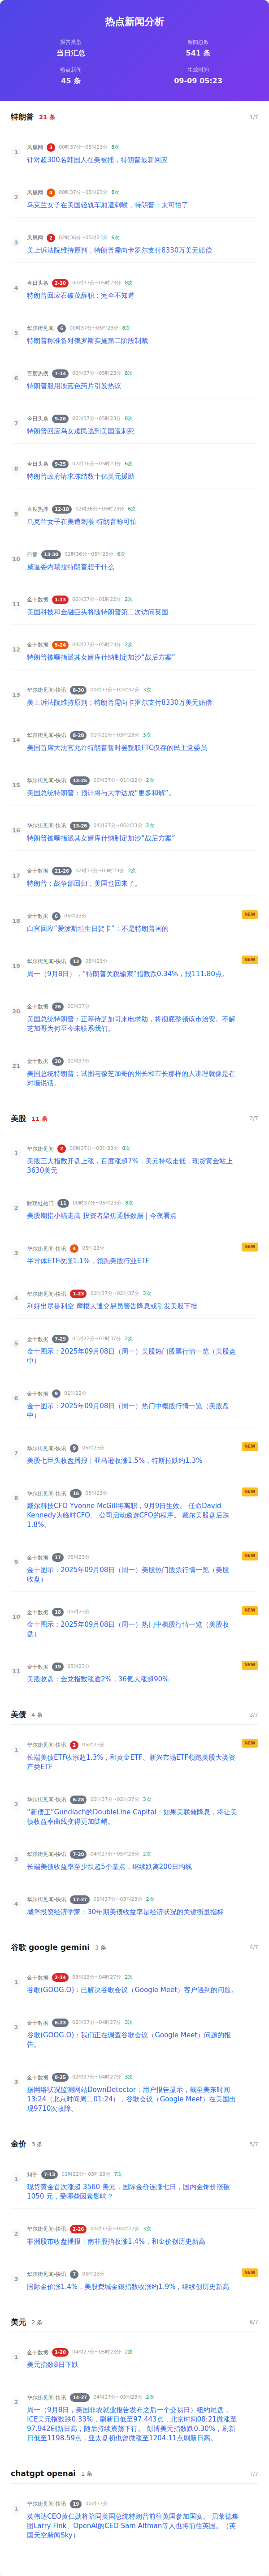 热点新闻分析
报告类型
当日汇总
新闻总数
541 条
热点新闻
45 条
生成时间
09-09 05:23
特朗普 21 条 1/7
1 凤凰网 1 00时37分~05时23分 8次
针对超300名韩国人在美被捕，特朗普最新回应
2 凤凰网 4 00时37分~05时23分 8次
乌克兰女子在美国轻轨车厢遭刺喉，特朗普：太可怕了
3 凤凰网 2 02时36分~05时23分 6次
美上诉法院维持原判，特朗普需向卡罗尔支付8330万美元赔偿
4 今日头条 2-10 00时37分~05时23分 8次
特朗普回应石破茂辞职：完全不知道
5 华尔街见闻 6 00时37分~05时23分 8次
特朗普称准备对俄罗斯实施第二阶段制裁
6 百度热搜 7-14 00时37分~05时23分 8次
特朗普服用淡蓝色药片引发热议
7 今日头条 9-26 00时37分~05时23分 8次
特朗普回应乌女难民逃到美国遭刺死
8 今日头条 9-25 02时36分~05时23分 6次
特朗普政府请求冻结数十亿美元援助
9 百度热搜 12-18 02时36分~05时23分 6次
乌克兰女子在美遭刺喉 特朗普称可怕
10 抖音 13-30 02时36分~05时23分 6次
威逼委内瑞拉特朗普想干什么
11 金十数据 1-13 00时37分~01时22分 2次
美国科技和金融巨头将随特朗普第二次访问英国
12 金十数据 5-24 04时27分~05时23分 2次
特朗普被曝指派其女婿库什纳制定加沙“战后方案”
13 华尔街见闻-快讯 8-30 00时37分~02时37分 3次
美上诉法院维持原判：特朗普需向卡罗尔支付8330万美元赔偿
14 华尔街见闻-快讯 8-28 01时22分~03时23分 3次
美国首席大法官允许特朗普暂时罢黜联FTC仅存的民主党委员
15 华尔街见闻-快讯 13-25 00时37分~01时22分 2次
美国总统特朗普：预计将与大学达成“更多和解”。
16 华尔街见闻-快讯 13-26 04时27分~05时23分 2次
特朗普被曝指派其女婿库什纳制定加沙“战后方案”
17 金十数据 21-26 02时37分~03时23分 2次
特朗普：战争部回归，美国也回来了。
18 金十数据 6 05时23分 NEW
白宫回应“爱泼斯坦生日贺卡”：不是特朗普画的
19 华尔街见闻-快讯 13 05时23分 NEW
周一（9月8日），“特朗普关税输家”指数跌0.34%，报111.80点。
20 金十数据 26 00时37分
美国总统特朗普：正等待芝加哥来电求助，将彻底整顿该市治安。不解
芝加哥为何至今未联系我们。
21 金十数据 30 00时37分
美国总统特朗普：试图与像芝加哥的州长和市长那样的人讲理就像是在
对墙说话。
美股 11 条 2/7
1 华尔街见闻 2 00时37分~05时23分 8次
美股三大指数开盘上涨，百度涨超7%，美元持续走低，现货黄金站上
3630美元
2 财联社热门 11 00时37分~05时23分 8次
美股期指小幅走高 投资者聚焦通胀数据 | 今夜看点
3 华尔街见闻-快讯 4 05时23分 NEW
半导体ETF收涨1.1%，领跑美股行业ETF
4 华尔街见闻-快讯 1-23 00时37分~02时37分 3次
利好出尽是利空 摩根大通交易员警告降息或引发美股下挫
5 金十数据 7-29 01时22分~02时37分 2次
金十图示：2025年09月08日（周一）美股热门股票行情一览（美股盘
中）
6 金十数据 9 01时22分
金十图示：2025年09月08日（周一）热门中概股行情一览（美股盘
中）
7 华尔街见闻-快讯 9 05时23分 NEW
美股七巨头收盘播报｜亚马逊收涨1.5%，特斯拉跌约1.3%
8 华尔街见闻-快讯 16 05时23分 NEW
戴尔科技CFO Yvonne McGill将离职，9月9日生效。 任命David
Kennedy为临时CFO。 公司启动遴选CFO的程序。 戴尔美股盘后跌
1.8%。
9 金十数据 17 05时23分 NEW
金十图示：2025年09月08日（周一）美股热门股票行情一览（美股
收盘）
10 金十数据 18 05时23分 NEW
金十图示：2025年09月08日（周一）热门中概股行情一览（美股收
盘）
11 金十数据 19 05时23分 NEW
美股收盘：金龙指数涨逾2%，36氪大涨超90%
美债 4 条 3/7
1 华尔街见闻-快讯 2 05时23分 NEW
长端美债ETF收涨超1.3%，和黄金ETF、新兴市场ETF领跑美股大类资
产类ETF
2 华尔街见闻-快讯 6-28 00时37分~02时37分 3次
“新债王”Gundlach的DoubleLine Capital：如果美联储降息，将让美
债收益率曲线变得更加陡峭。
3 华尔街见闻-快讯 7-20 04时27分~05时23分 2次
长端美债收益率至少跌超5个基点，继续跌离200日均线
4 华尔街见闻-快讯 17-27 02时37分~03时23分 2次
城堡投资经济学家：30年期美债收益率是经济状况的关键衡量指标
谷歌 google gemini 3 条 4/7
1 金十数据 2-14 03时23分~04时27分 2次
谷歌(GOOG.O)：已解决谷歌会议（Google Meet）客户遇到的问题。
2 金十数据 6-23 02时37分~04时27分 3次
谷歌(GOOG.O)：我们正在调查谷歌会议（Google Meet）问题的报
告。
3 金十数据 8-25 02时37分~04时27分 3次
据网络状况监测网站DownDetector：用户报告显示，截至美东时间
13:24（北京时间周二01:24），谷歌会议（Google Meet）在美国出
现9710次故障。
金价 3 条 5/7
1 知乎 7-13 01时22分~05时23分 7次
现货黄金首次涨超 3560 美元，国际金价连涨七日，国内金饰价涨破
1050 元，受哪些因素影响？
2 华尔街见闻-快讯 2-26 02时37分~04时27分 3次
非洲股市收盘播报｜南非股指收涨1.4%，和金价创历史新高
3 华尔街见闻-快讯 7 05时23分 NEW
国际金价涨1.4%，美股费城金银指数收涨约1.9%，继续创历史新高
美元 2 条 6/7
1 金十数据 1-20 04时27分~05时23分 2次
美元指数8日下跌
2 华尔街见闻-快讯 14-27 04时27分~05时23分 2次
周一（9月8日，美国非农就业报告发布之后一个交易日）纽约尾盘，
ICE美元指数跌0.33%，刷新日低至97.443点，北京时间08:21微涨至
97.942刷新日高，随后持续震荡下行。 彭博美元指数跌0.30%，刷新
日低至1198.59点，亚太盘初也曾微涨至1204.11点刷新日高。
chatgpt openai 1 条 7/7
1 华尔街见闻-快讯 19 00时37分
英伟达CEO黄仁勋将陪同美国总统特朗普前往英国参加国宴。 贝莱德集
团Larry Fink、OpenAI的CEO Sam Altman等人也将前往英国。（英
国天空新闻Sky）